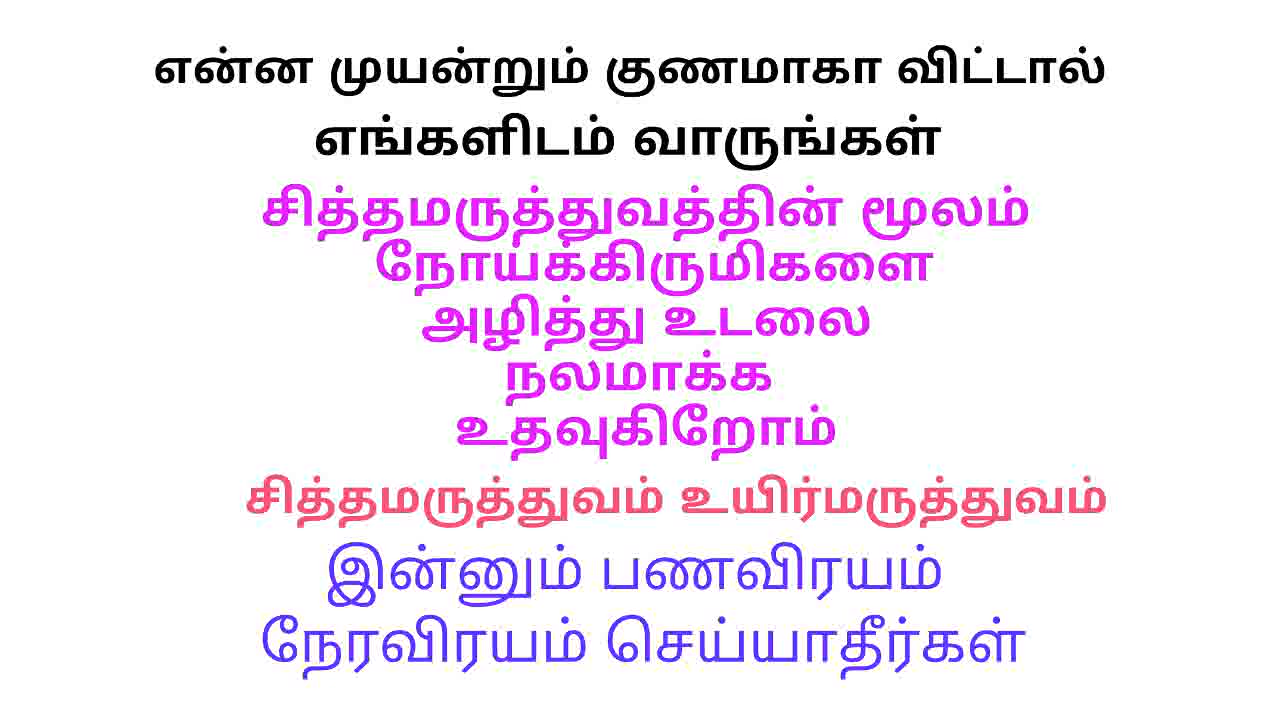 என்ன முயன்றும் குணமாகா விட்டால்
எங்களிடம் வாருங்கள்
சித்தமருத்துவத்தின் மூலம்
நோய்க்கிருமிகளை
அழித்து உடலை
நலமாக்க
உதவுகிறோம்
சித்தமருத்துவம் உயிர்மருத்துவம்
இன்னும் பணவிரயம்
நேரவிரயம் செய்யாதீர்கள்